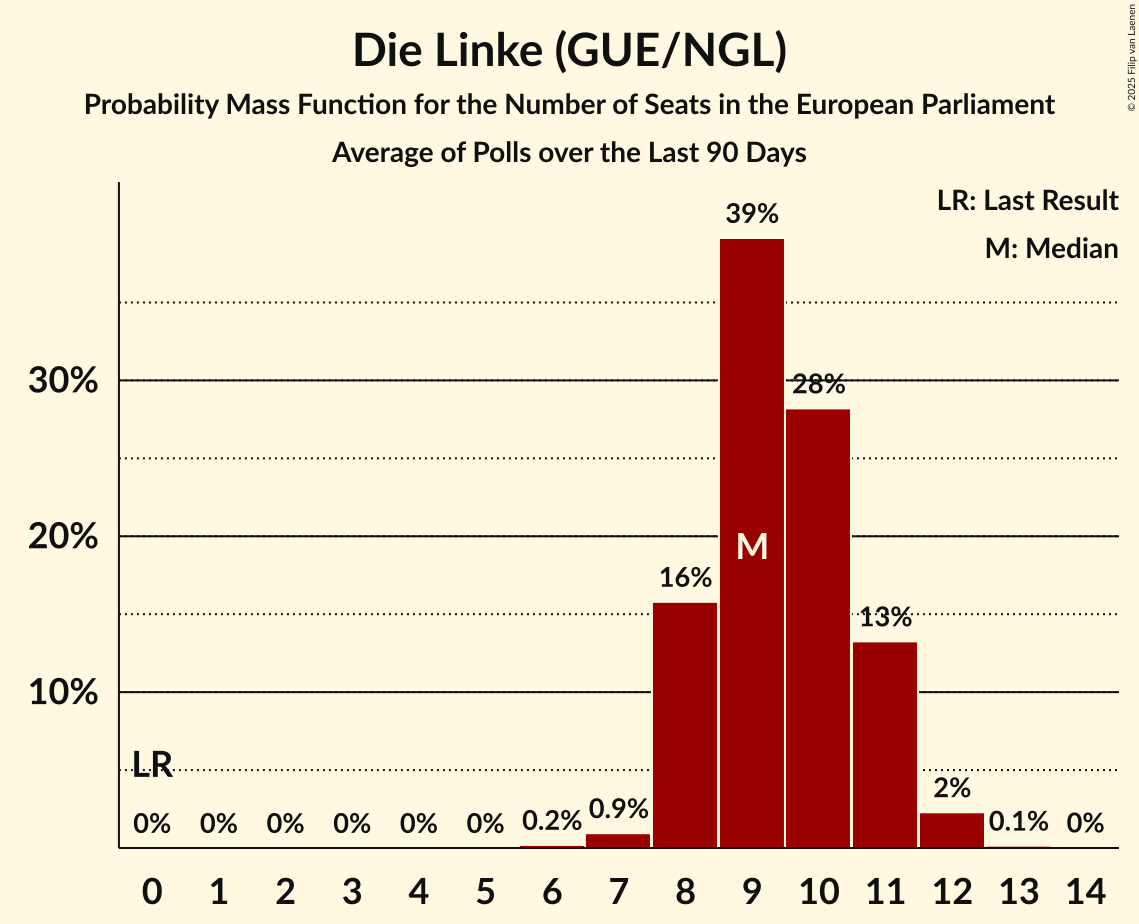 Die Linke (GUE/NGL)
Probability Mass Function for the Number of Seats in the European Parliament
Average of Polls over the Last 90 Days
© 2025 Filip van Laenen
LR: Last Result
M: Median
39%
30%
28%
20%
M
16%
13%
10%
LR
0% 0% 0% 0% 0% 0% 0.2% 0.9% 2% 0.1% 0%
0 1 2 3 4 5 6 7 8 9 10 11 12 13 14